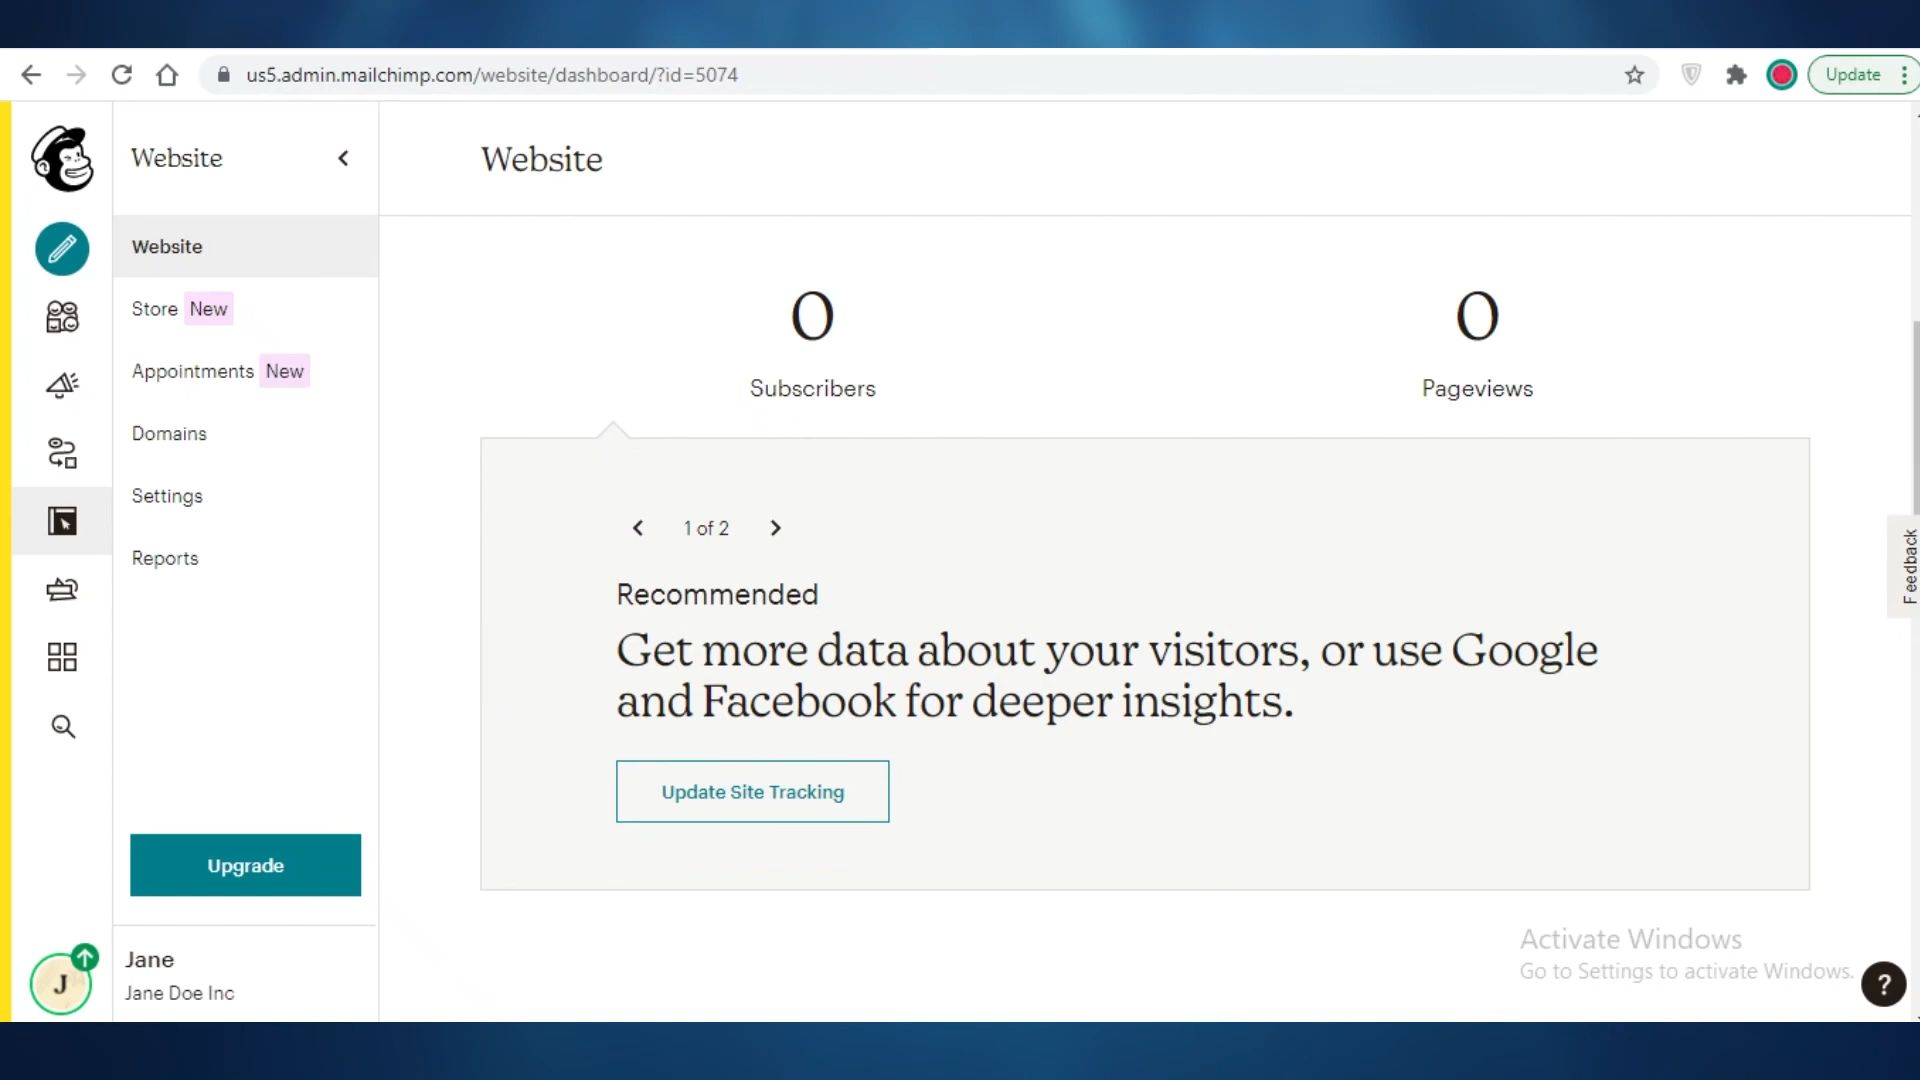 us5.admin.mailchimp.com/website/dashboard/?id=5074
Update
Website
Website
Website
Store New
Appointments New
Domains
Settings
Reports
Upgrade
Jane
Jane Doe Inc
J
0
Subscribers
0
Pageviews
1 of 2
Recommended
Get more data about your visitors, or use Google
and Facebook for deeper insights.
Update Site Tracking
Feedback
Activate Windows
Go to Settings to activate Windows.
?